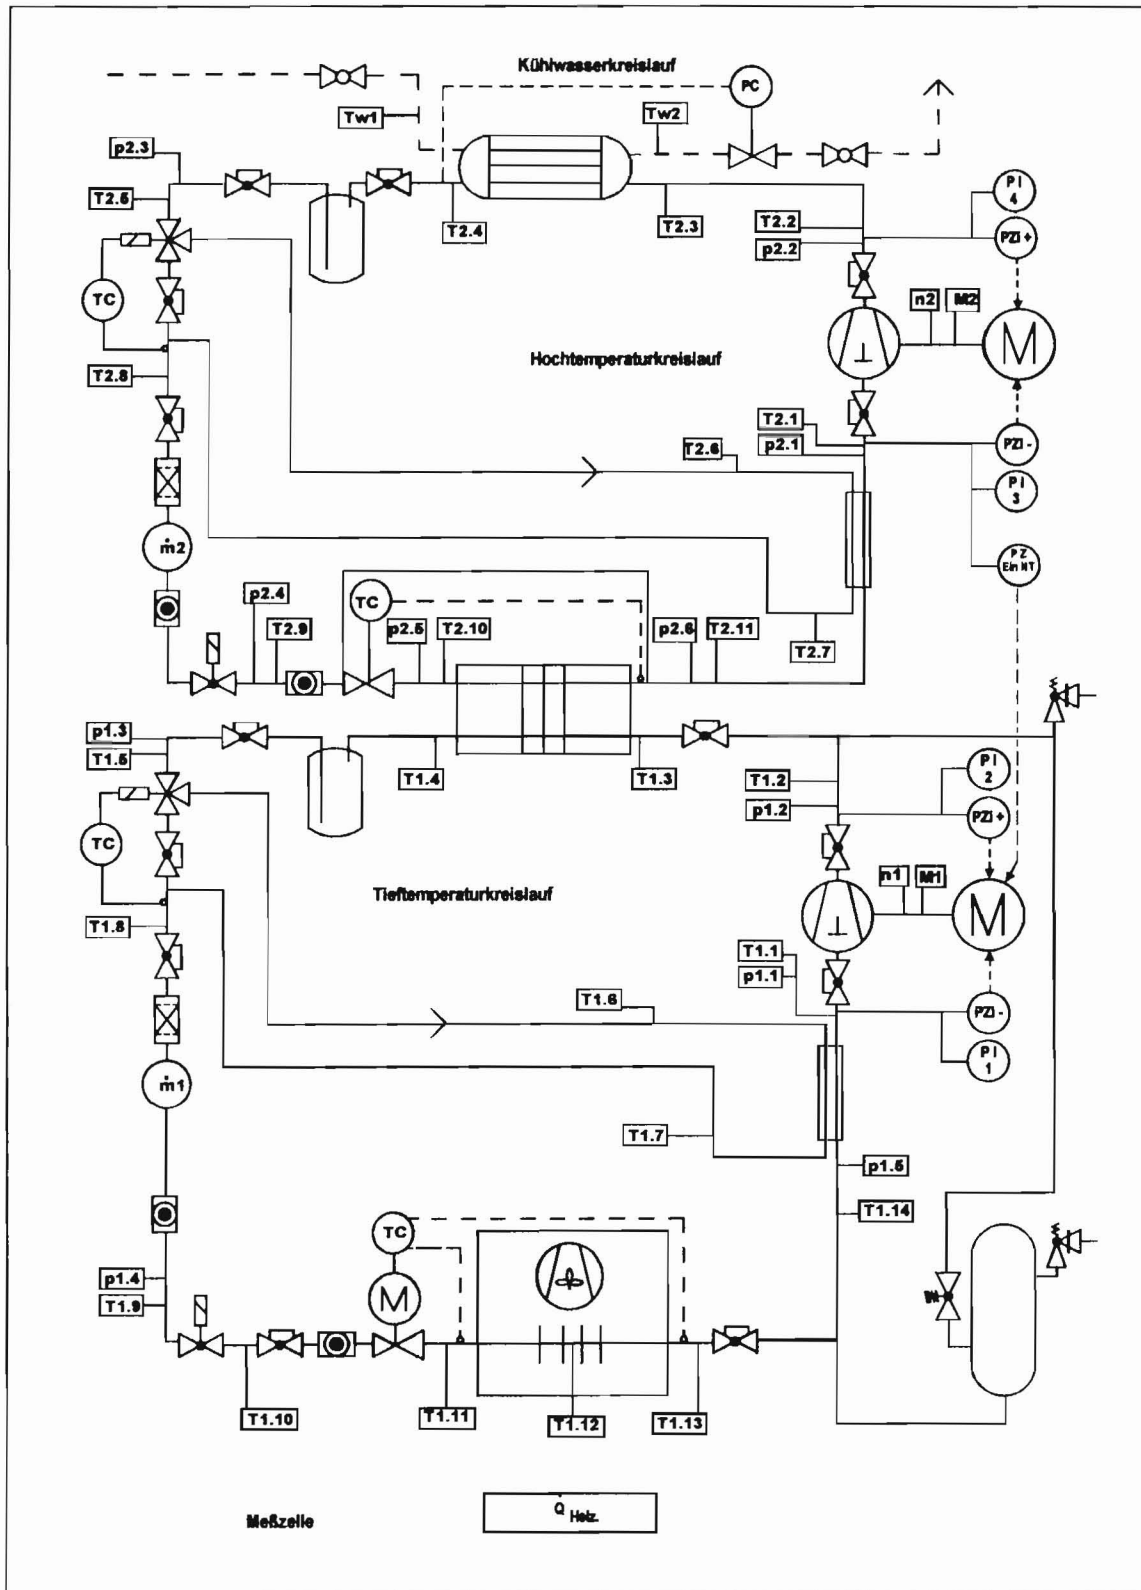 Kühlwasserkreislauf
PC
Tw1
Tw2
p2.3
T2.5
T2.4
T2.3
T2.2
p2.2
PI
4
PZI +
TC
n2
M2
M
Hochtemperaturkreislauf
T2.8
T2.1
p2.1
PZI -
T2.6
PI
3
ṁ2
PZ
Ein NT
p2.4
T2.9
TC
p2.5
T2.10
p2.6
T2.11
T2.7
p1.3
T1.5
T1.4
T1.3
T1.2
p1.2
PI
2
PZI +
TC
Tieftemperaturkreislauf
n1
M1
M
T1.8
T1.1
p1.1
T1.6
PZI -
PI
1
ṁ1
T1.7
p1.5
T1.14
TC
p1.4
T1.9
M
T1.10
T1.11
T1.12
T1.13
Meßzelle
Q̇ Heiz.